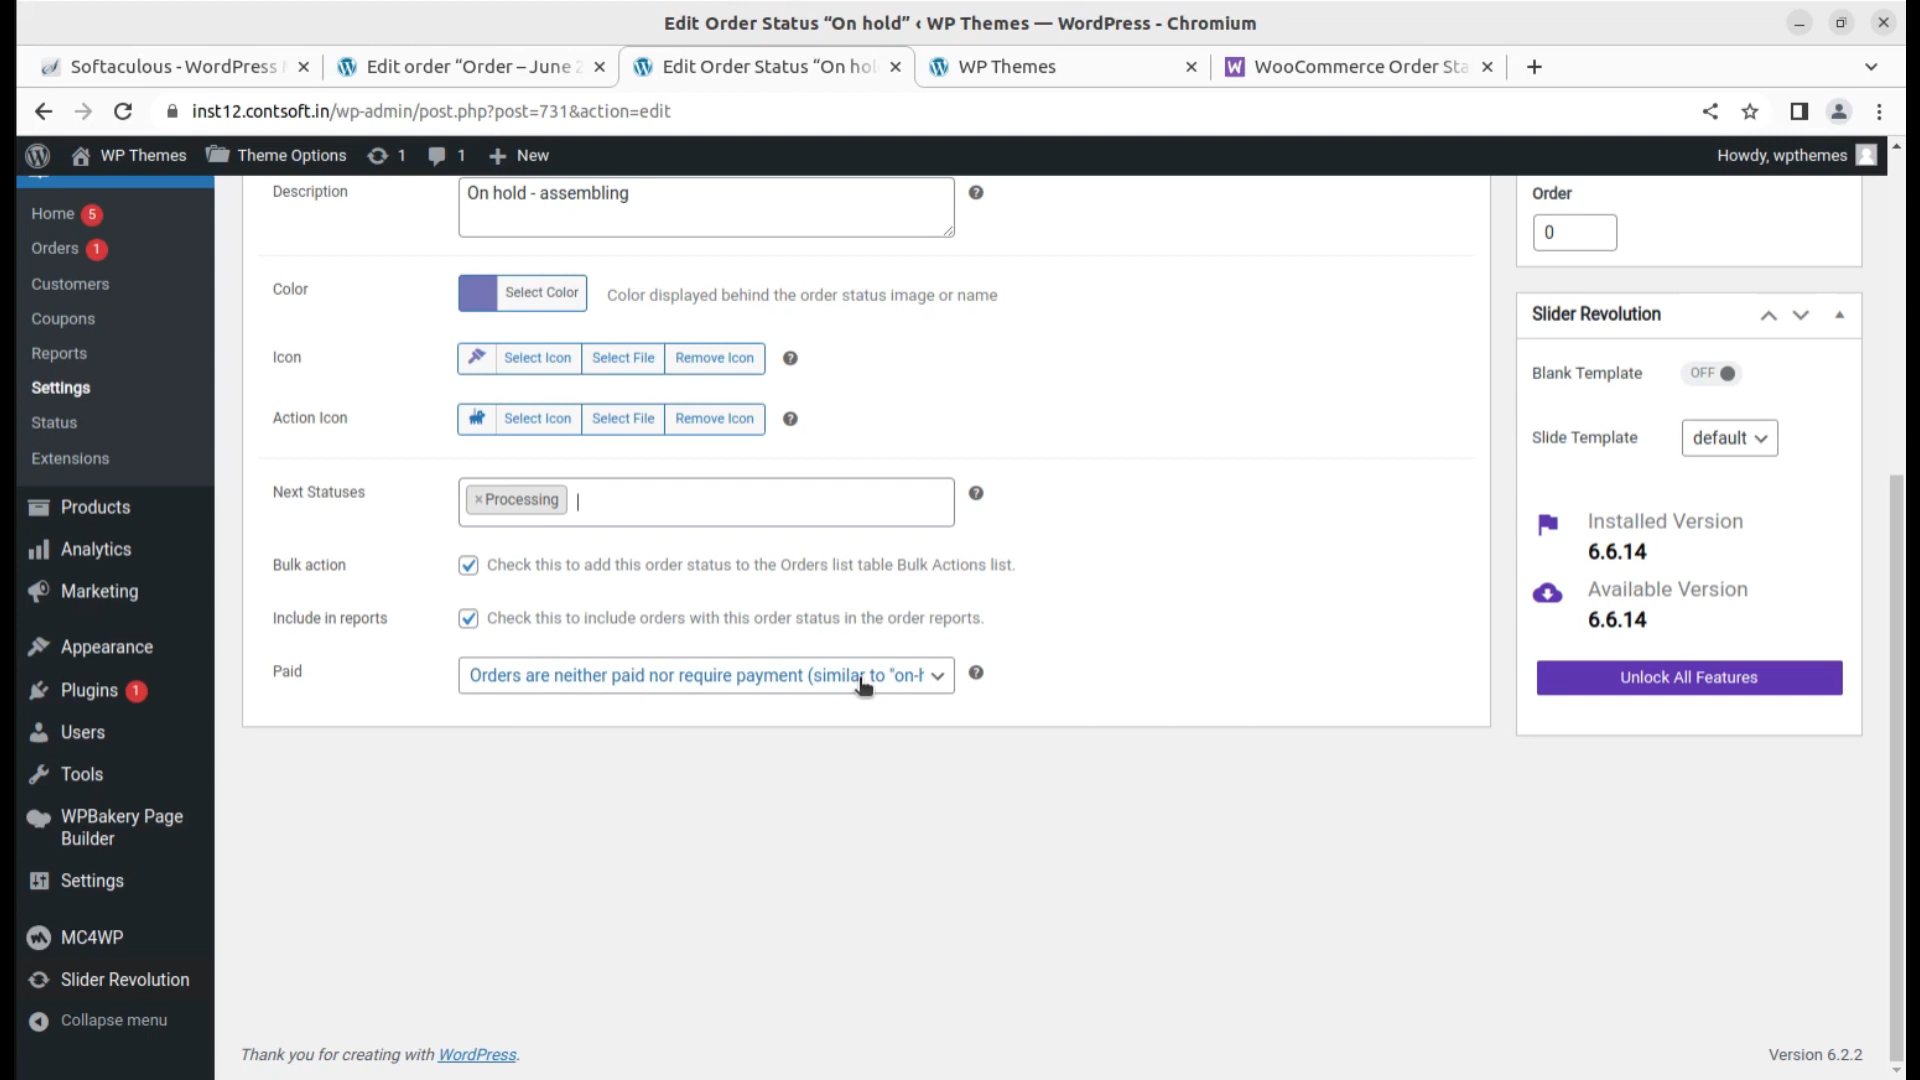 Edit Order Status “On hold” ‹ WP Themes — WordPress - Chromium
Softaculous - WordPress
Edit order “Order – June 2
Edit Order Status “On hol
WP Themes
WooCommerce Order Sta
inst12.contsoft.in/wp-admin/post.php?post=731&action=edit
WP Themes
Theme Options
1
1
New
Howdy, wpthemes
Home 5
Orders 1
Customers
Coupons
Reports
Settings
Status
Extensions
Products
Analytics
Marketing
Appearance
Plugins 1
Users
Tools
WPBakery Page
Builder
Settings
MC4WP
Slider Revolution
Collapse menu
Description
On hold - assembling
Color
Select Color
Color displayed behind the order status image or name
Icon
Select Icon
Select File
Remove Icon
Action Icon
Select Icon
Select File
Remove Icon
Next Statuses
×Processing
Bulk action
Check this to add this order status to the Orders list table Bulk Actions list.
Include in reports
Check this to include orders with this order status in the order reports.
Paid
Orders are neither paid nor require payment (similar to "on-h
Order
0
Slider Revolution
Blank Template
OFF
Slide Template
default
Installed Version
6.6.14
Available Version
6.6.14
Unlock All Features
Thank you for creating with WordPress.
Version 6.2.2